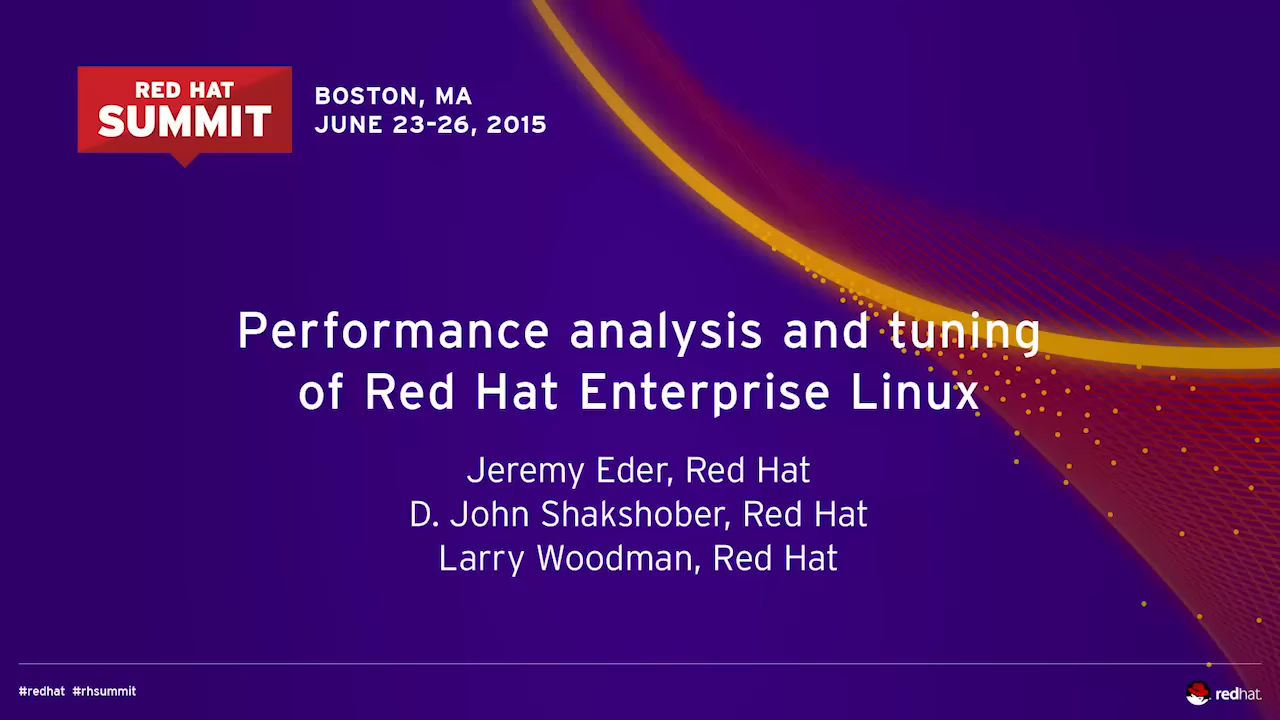 RED HAT
SUMMIT
BOSTON, MA
JUNE 23-26, 2015
Performance analysis and tuning
of Red Hat Enterprise Linux
Jeremy Eder, Red Hat
D. John Shakshober, Red Hat
Larry Woodman, Red Hat
#redhat #rhsummit
redhat.